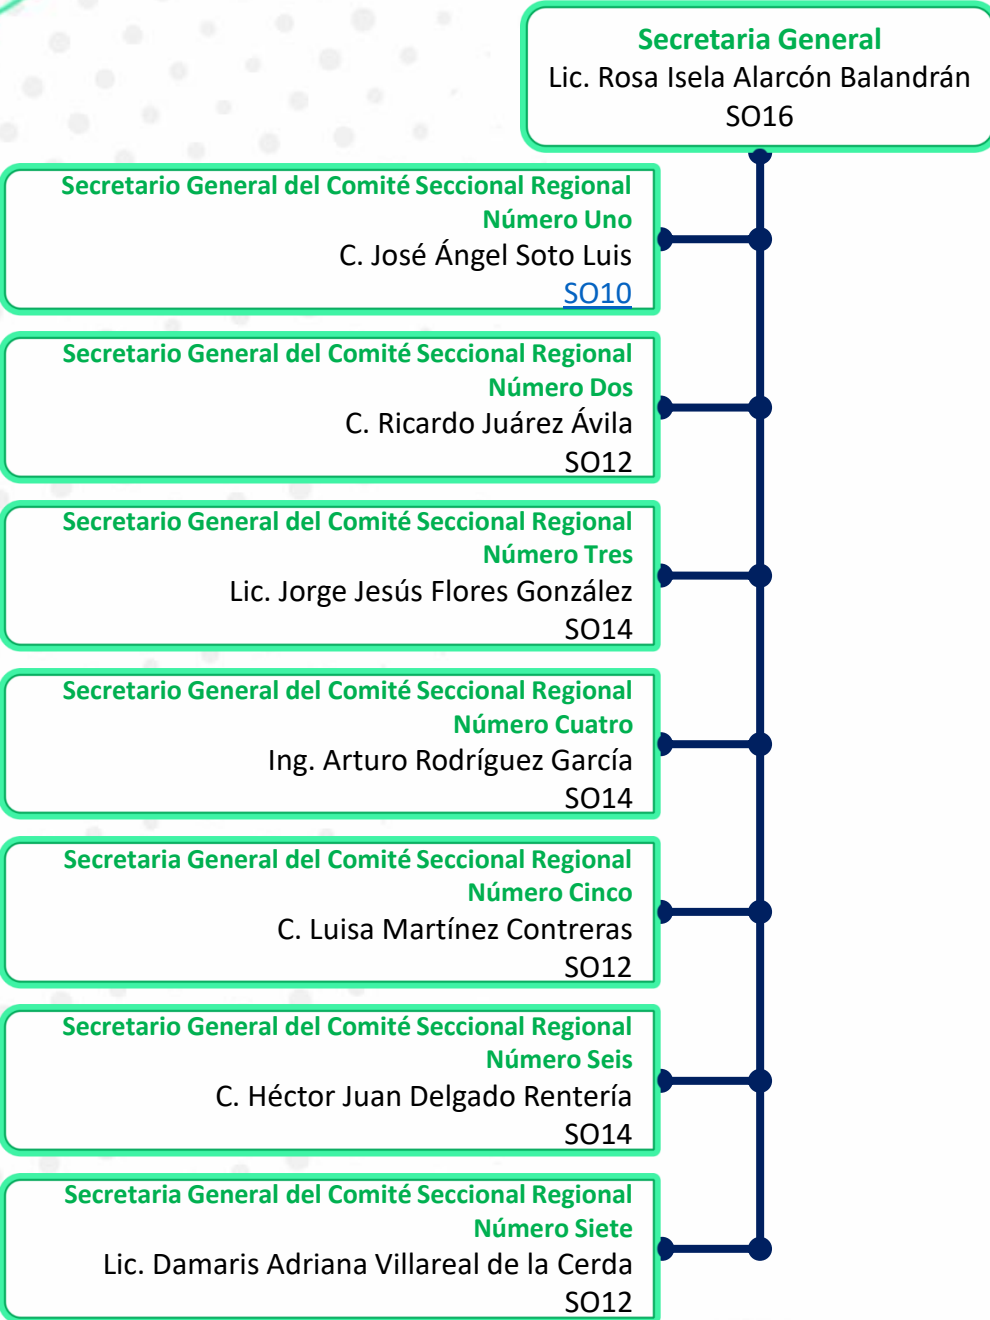 Secretaria General
Lic. Rosa Isela Alarcón Balandrán
SO16
Secretario General del Comité Seccional Regional
Número Uno
C. José Ángel Soto Luis
SO10
Secretario General del Comité Seccional Regional
Número Dos
C. Ricardo Juárez Ávila
SO12
Secretario General del Comité Seccional Regional
Número Tres
Lic. Jorge Jesús Flores González
SO14
Secretario General del Comité Seccional Regional
Número Cuatro
Ing. Arturo Rodríguez García
SO14
Secretaria General del Comité Seccional Regional
Número Cinco
C. Luisa Martínez Contreras
SO12
Secretario General del Comité Seccional Regional
Número Seis
C. Héctor Juan Delgado Rentería
SO14
Secretaria General del Comité Seccional Regional
Número Siete
Lic. Damaris Adriana Villareal de la Cerda
SO12